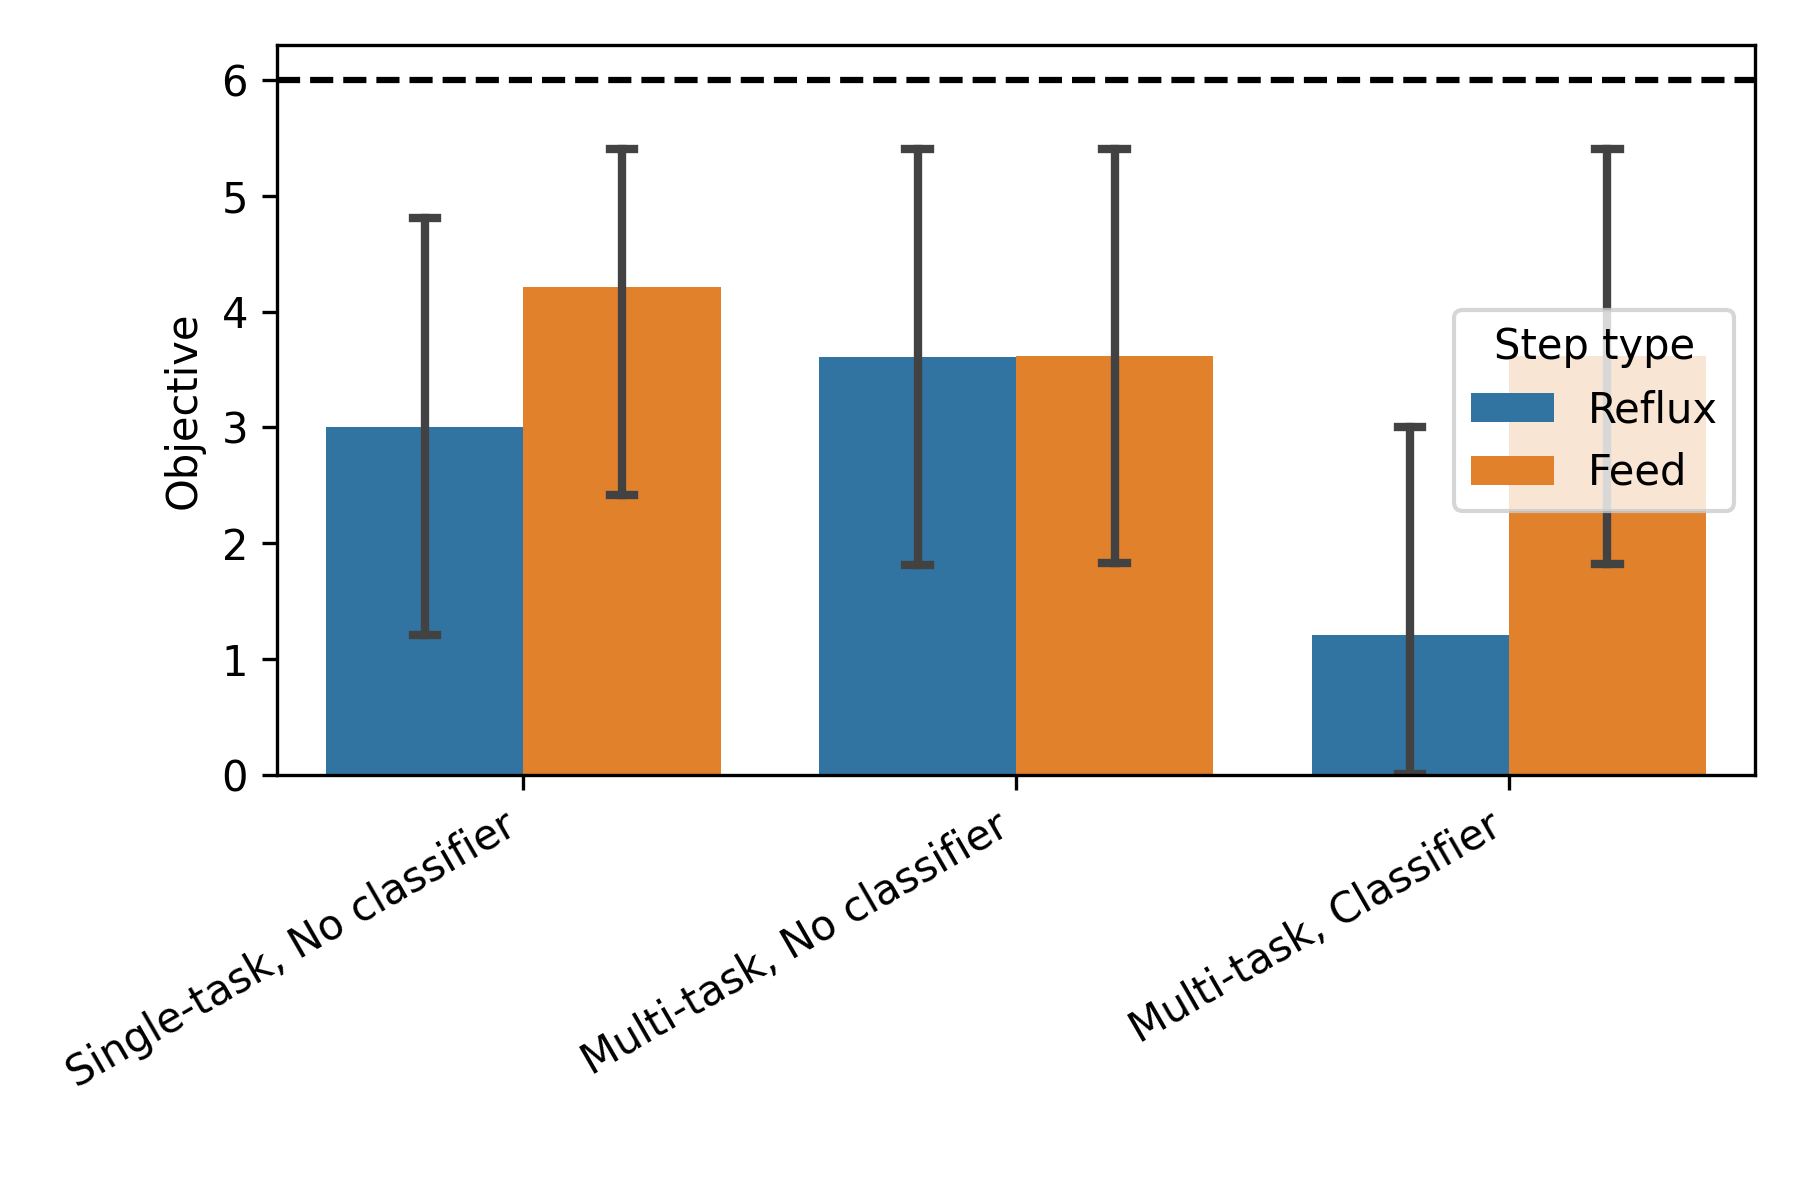 6
5
4
3
2
1
0
Objective
Step type
Reflux
Feed
Single-task, No classifier
Multi-task, No classifier
Multi-task, Classifier